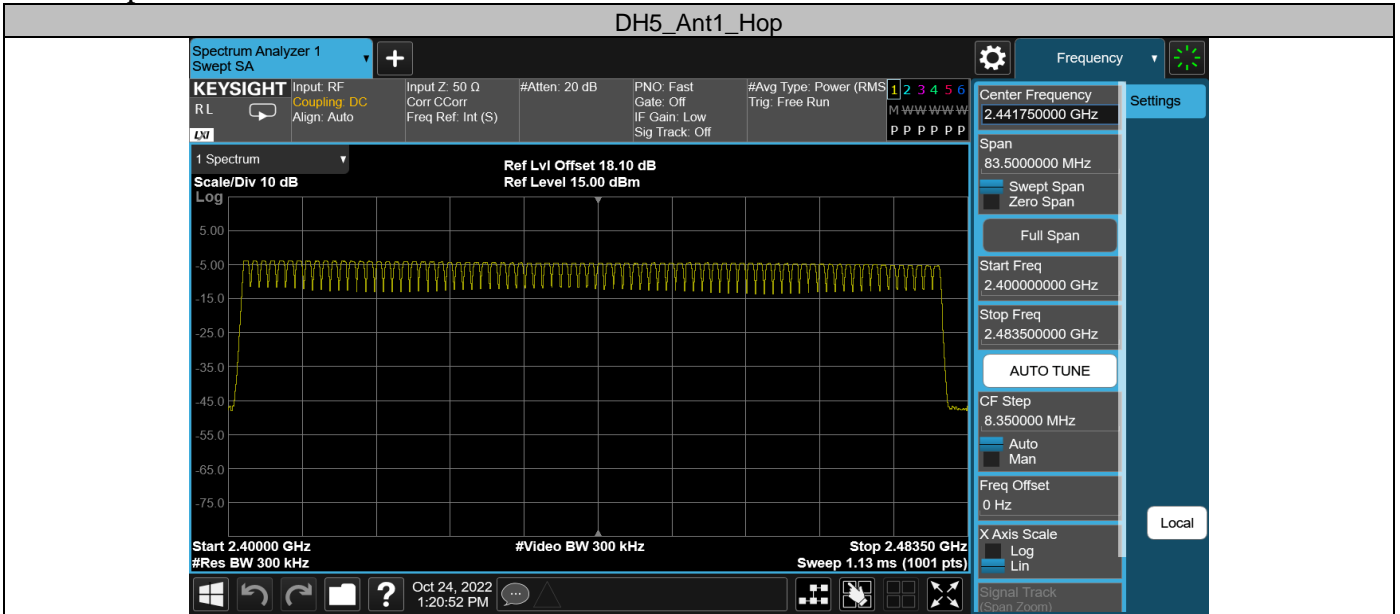 DH5_Ant1_Hop
Spectrum Analyzer 1
Swept SA
Frequency
KEYSIGHT
Input: RF
Input Z: 50 Ω
#Atten: 20 dB
PNO: Fast
#Avg Type: Power (RMS
1 2 3 4 5 6
RL
Coupling: DC
Corr CCorr
Gate: Off
Trig: Free Run
M W W W W W
Align: Auto
Freq Ref: Int (S)
IF Gain: Low
LXI
Sig Track: Off
P P P P P P
Center Frequency
2.441750000 GHz
Settings
1 Spectrum
Ref Lvl Offset 18.10 dB
Scale/Div 10 dB
Ref Level 15.00 dBm
Log
5.00
-5.00
-15.0
-25.0
-35.0
-45.0
-55.0
-65.0
-75.0
Span
83.5000000 MHz
Swept Span
Zero Span
Full Span
Start Freq
2.400000000 GHz
Stop Freq
2.483500000 GHz
AUTO TUNE
CF Step
8.350000 MHz
Auto
Man
Freq Offset
0 Hz
Local
X Axis Scale
Log
Lin
Signal Track
(Span Zoom)
Start 2.40000 GHz
#Video BW 300 kHz
Stop 2.48350 GHz
#Res BW 300 kHz
Sweep 1.13 ms (1001 pts)
?
Oct 24, 2022
1:20:52 PM